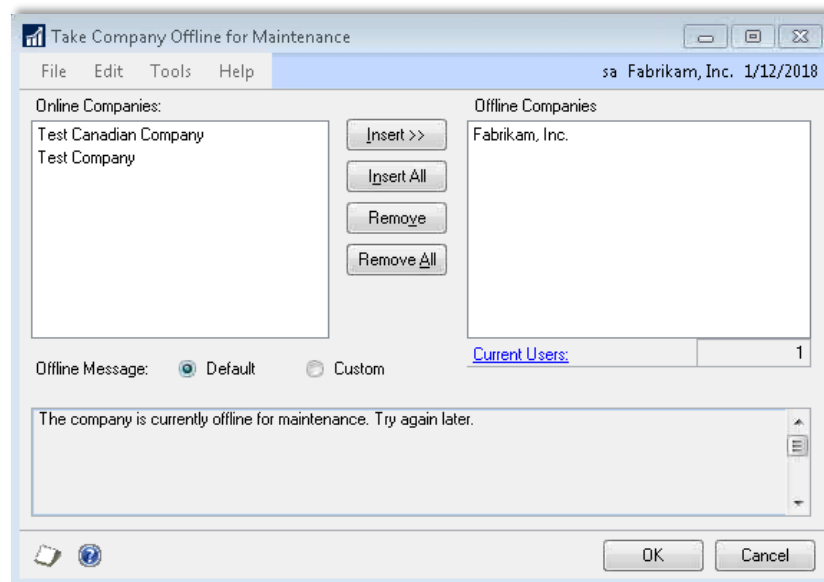 Take Company Offline for Maintenance
File Edit Tools Help sa Fabrikam, Inc. 1/12/2018
Online Companies:
Test Canadian Company
Test Company
Insert >>
Insert All
Remove
Remove All
Offline Companies
Fabrikam, Inc.
Current Users: 1
Offline Message: Default Custom
The company is currently offline for maintenance. Try again later.
OK Cancel